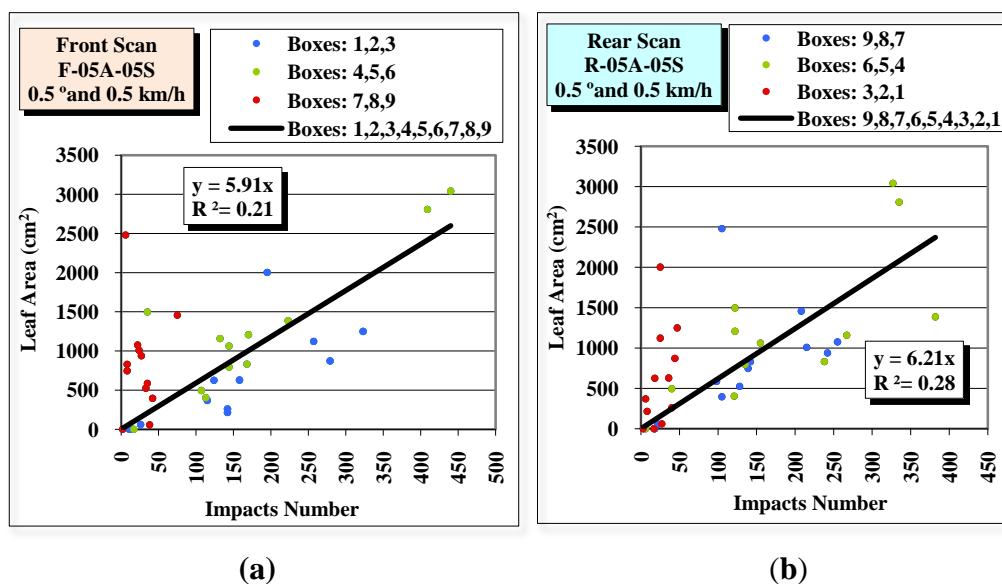 Front Scan
F-05A-05S
0.5 ºand 0.5 km/h
Boxes: 1,2,3
Boxes: 4,5,6
Boxes: 7,8,9
Boxes: 1,2,3,4,5,6,7,8,9
y = 5.91x
R ²= 0.21
Leaf Area (cm²)
3500
3000
2500
2000
1500
1000
500
0
0 50 100 150 200 250 300 350 400 450 500
Impacts Number
(a)
Rear Scan
R-05A-05S
0.5 ºand 0.5 km/h
Boxes: 9,8,7
Boxes: 6,5,4
Boxes: 3,2,1
Boxes: 9,8,7,6,5,4,3,2,1
y = 6.21x
R ²= 0.28
Leaf Area (cm²)
3500
3000
2500
2000
1500
1000
500
0
0 50 100 150 200 250 300 350 400 450
Impacts Number
(b)